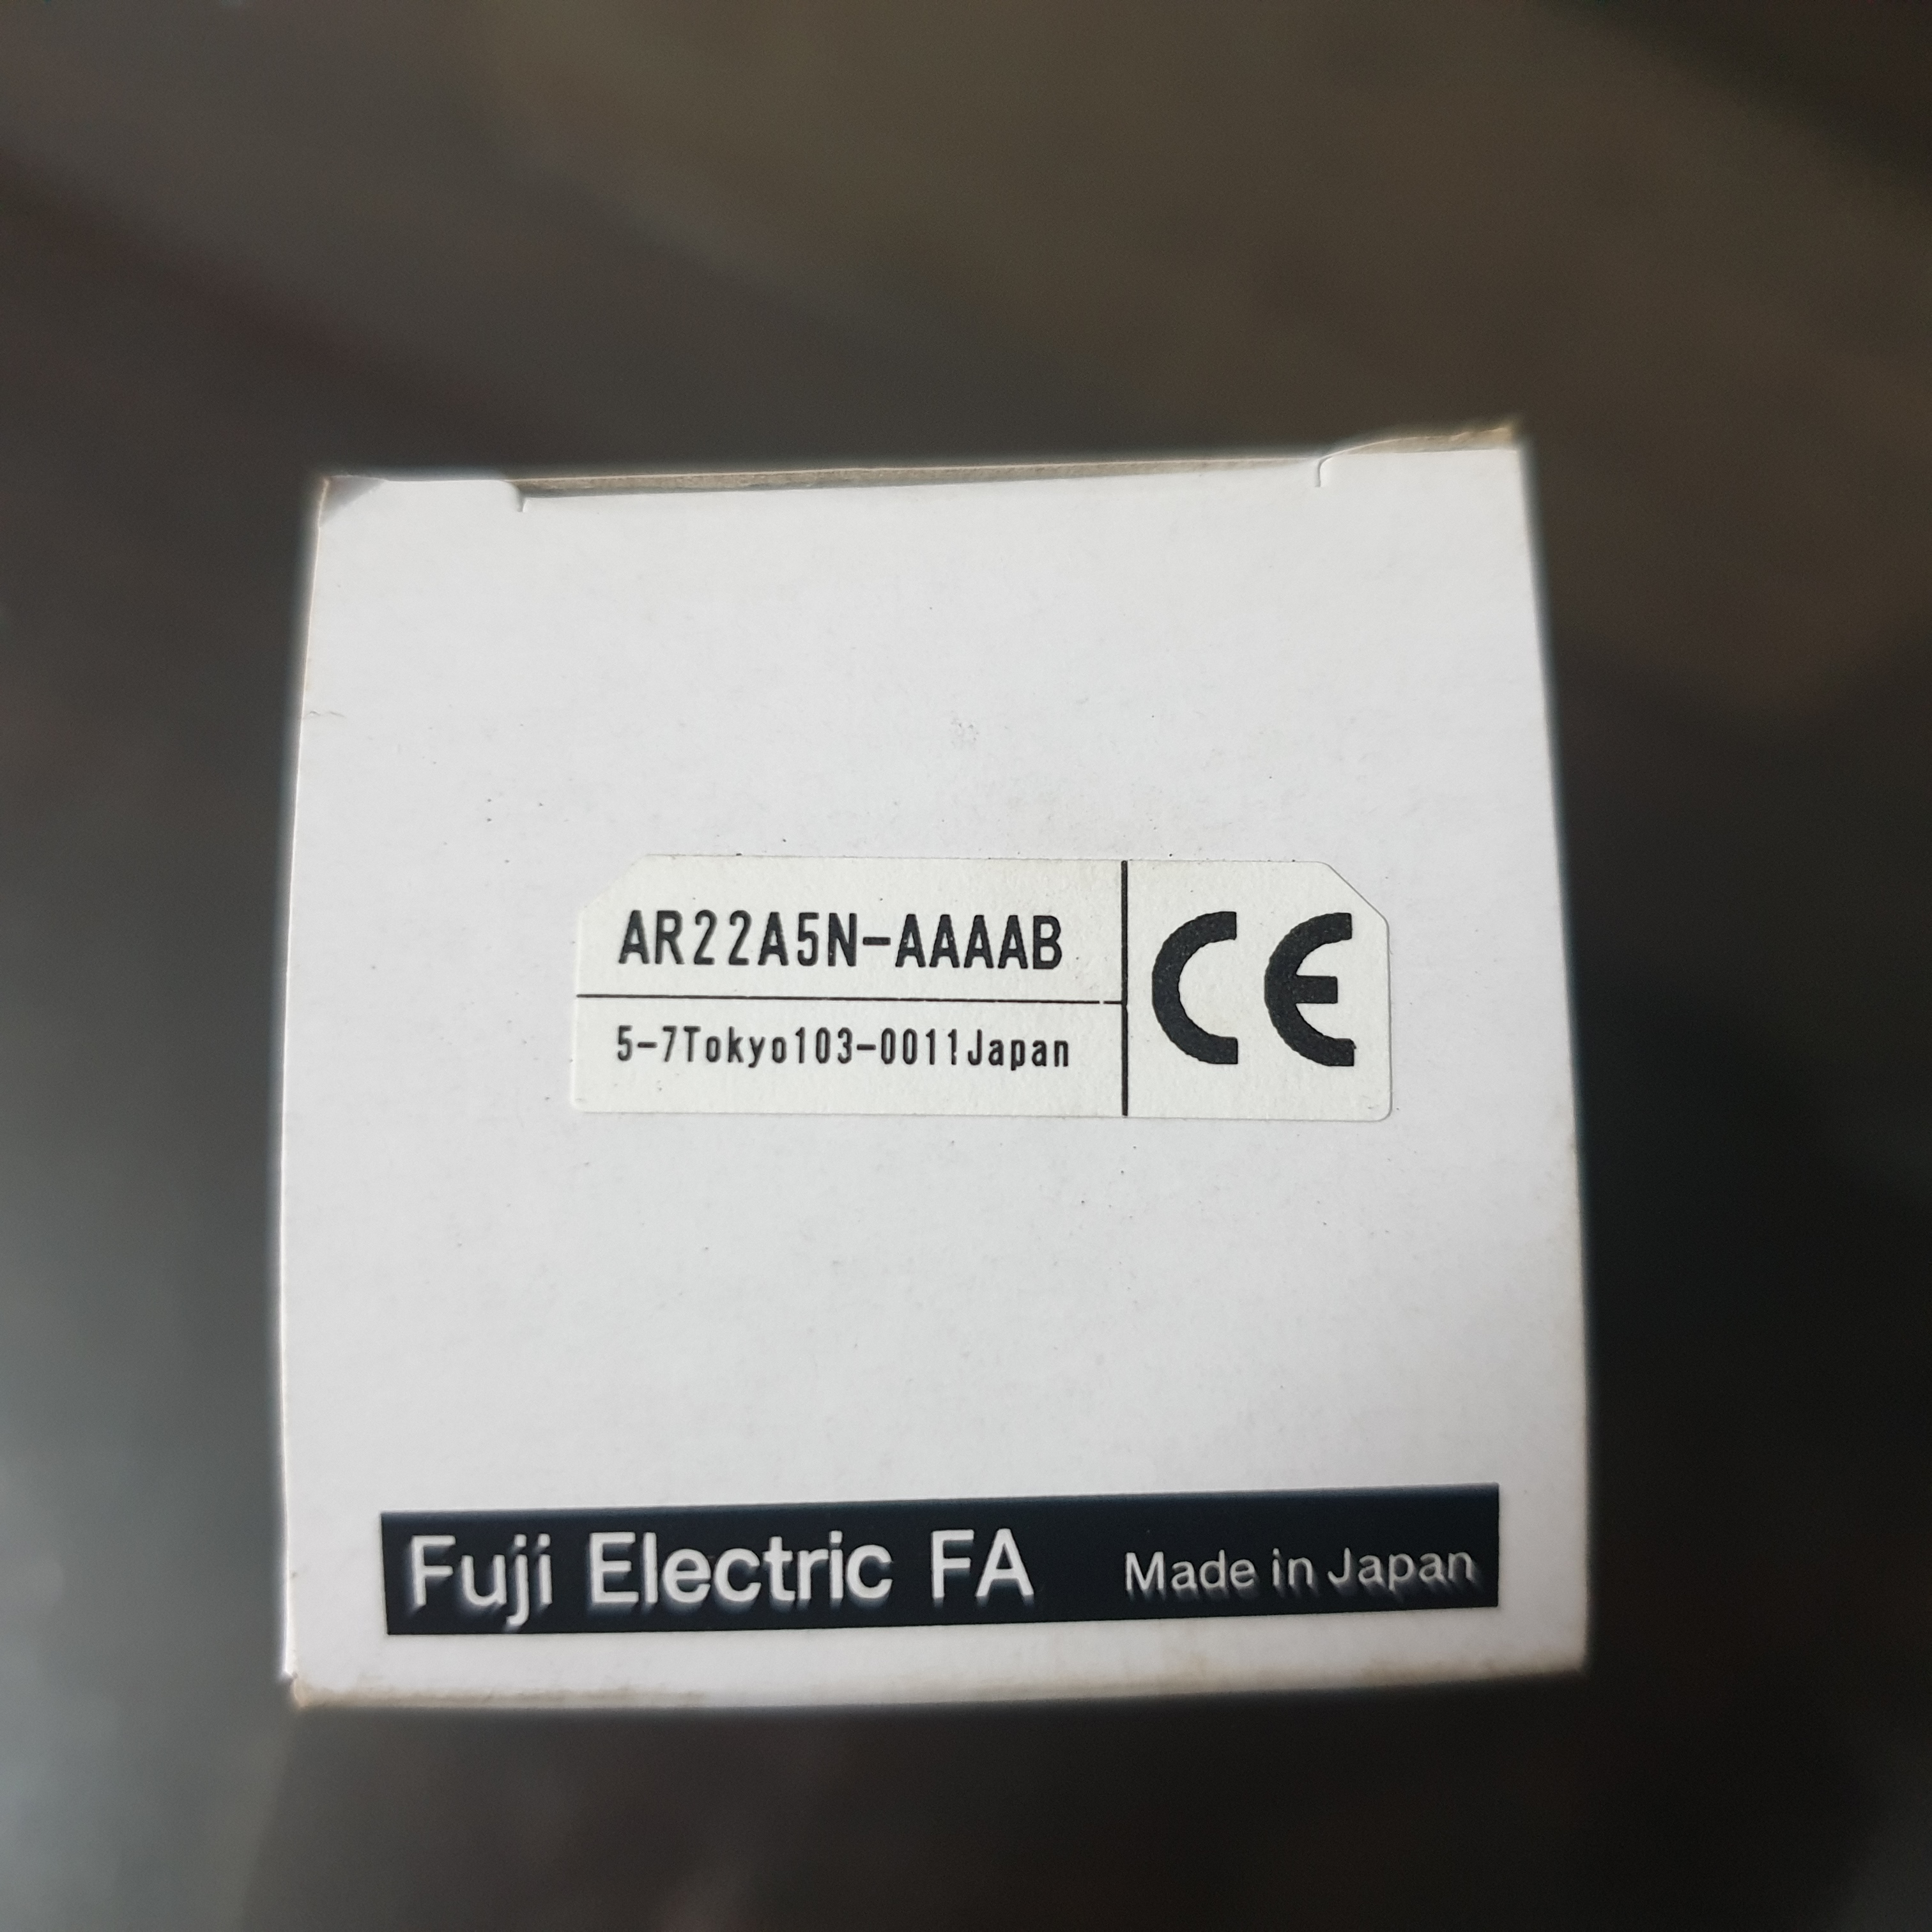 AR22A5N-AAAAB
5-7Tokyo103-0011Japan
CE
Fuji Electric FA Made in Japan